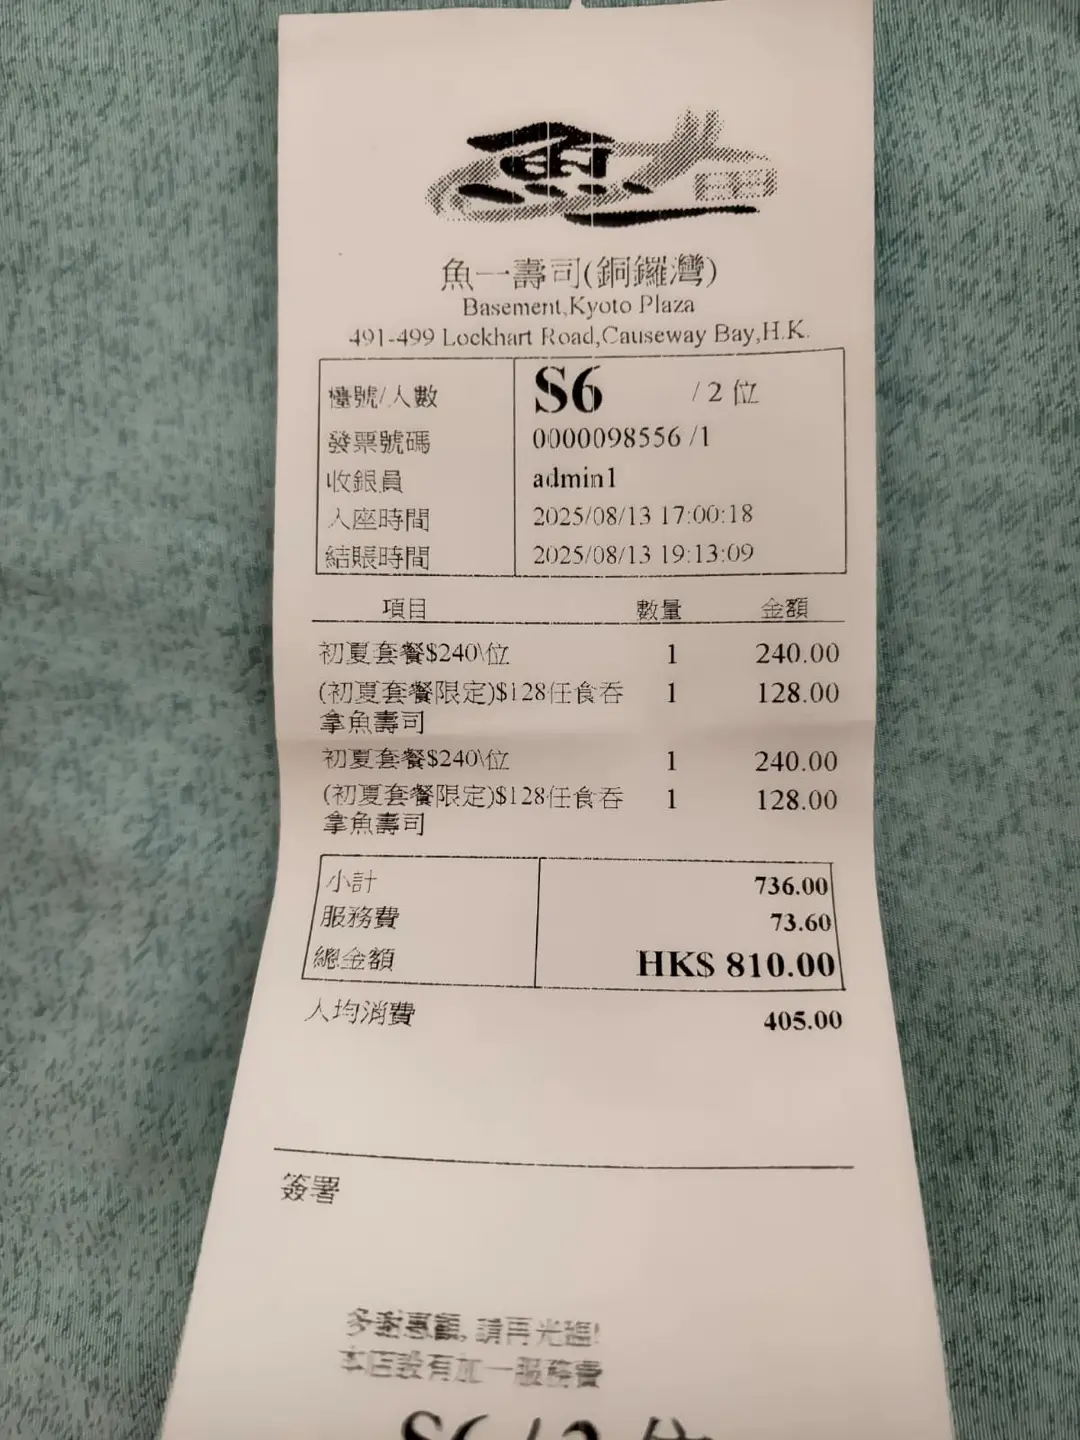 魚一壽司(銅鑼灣)
Basement,Kyoto Plaza
491-499 Lockhart Road,Causeway Bay,H.K.
檯號/人數 S6 / 2 位
發票號碼 0000098556 /1
收銀員 admin1
入座時間 2025/08/13 17:00:18
結賬時間 2025/08/13 19:13:09
項目 數量 金額
初夏套餐$240\位 1 240.00
(初夏套餐限定)$128任食吞 1 128.00
拿魚壽司
初夏套餐$240\位 1 240.00
(初夏套餐限定)$128任食吞 1 128.00
拿魚壽司
小計 736.00
服務費 73.60
總金額 HK$ 810.00
人均消費 405.00
簽署
多謝惠顧, 請再光臨!
本店設有加一服務費
S6 / 2 位